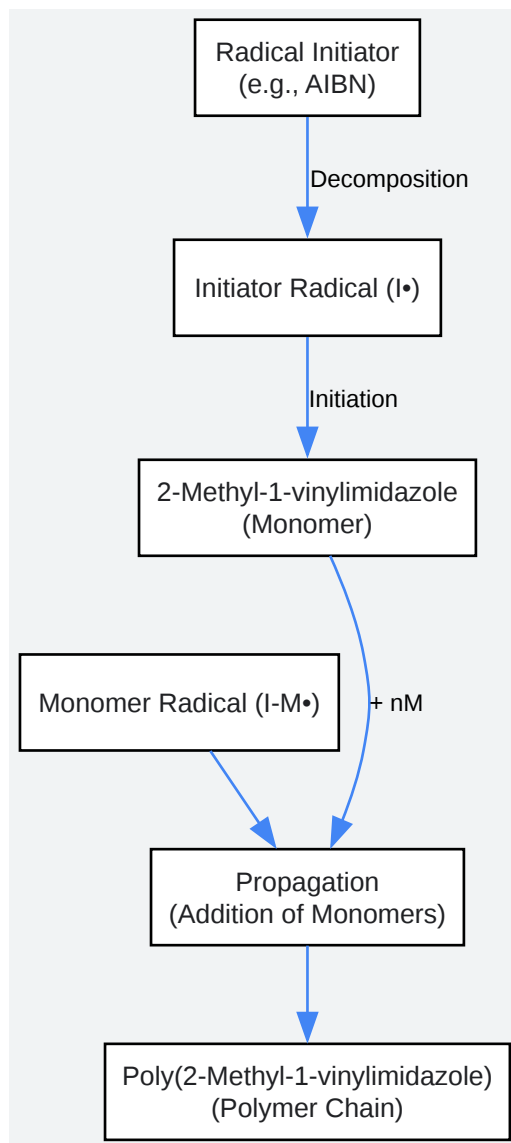 Radical Initiator
(e.g., AIBN)
Decomposition
Initiator Radical (I•)
Initiation
2-Methyl-1-vinylimidazole
(Monomer)
Monomer Radical (I-M•)
+ nM
Propagation
(Addition of Monomers)
Poly(2-Methyl-1-vinylimidazole)
(Polymer Chain)